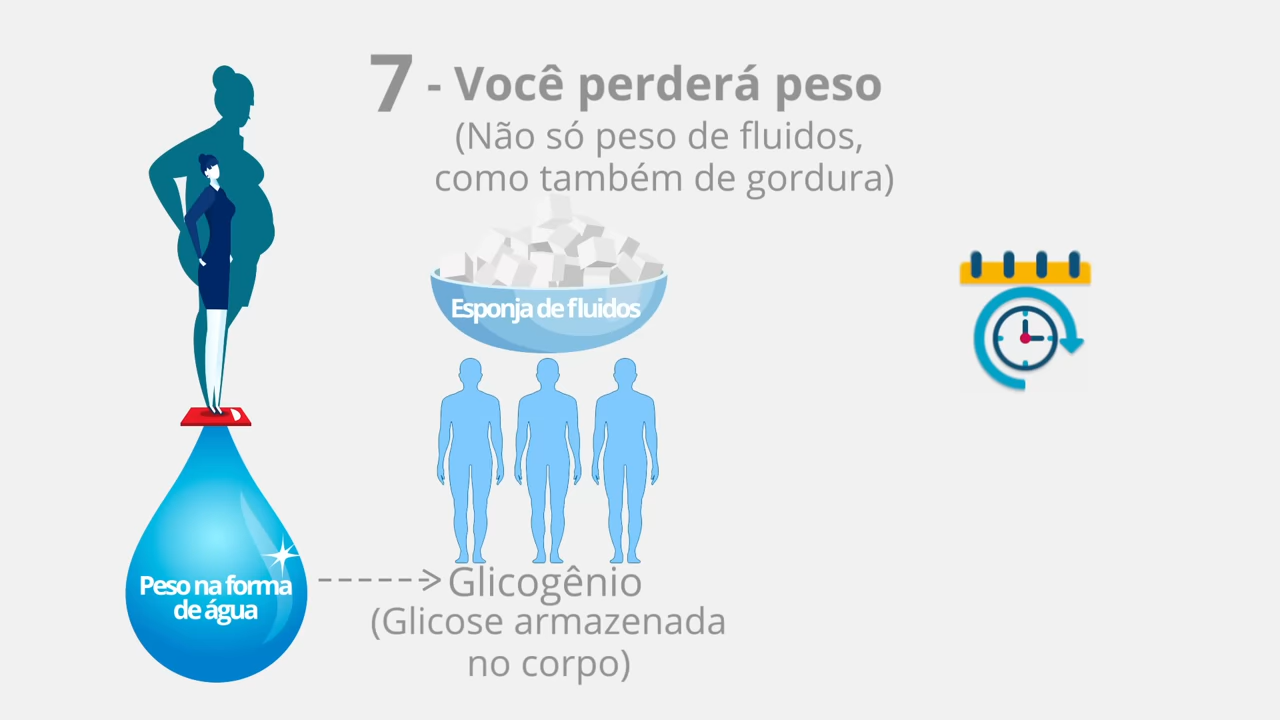 7 - Você perderá peso
(Não só peso de fluidos,
como também de gordura)
Esponja de fluidos
Peso na forma
de água
Glicogênio
(Glicose armazenada
no corpo)